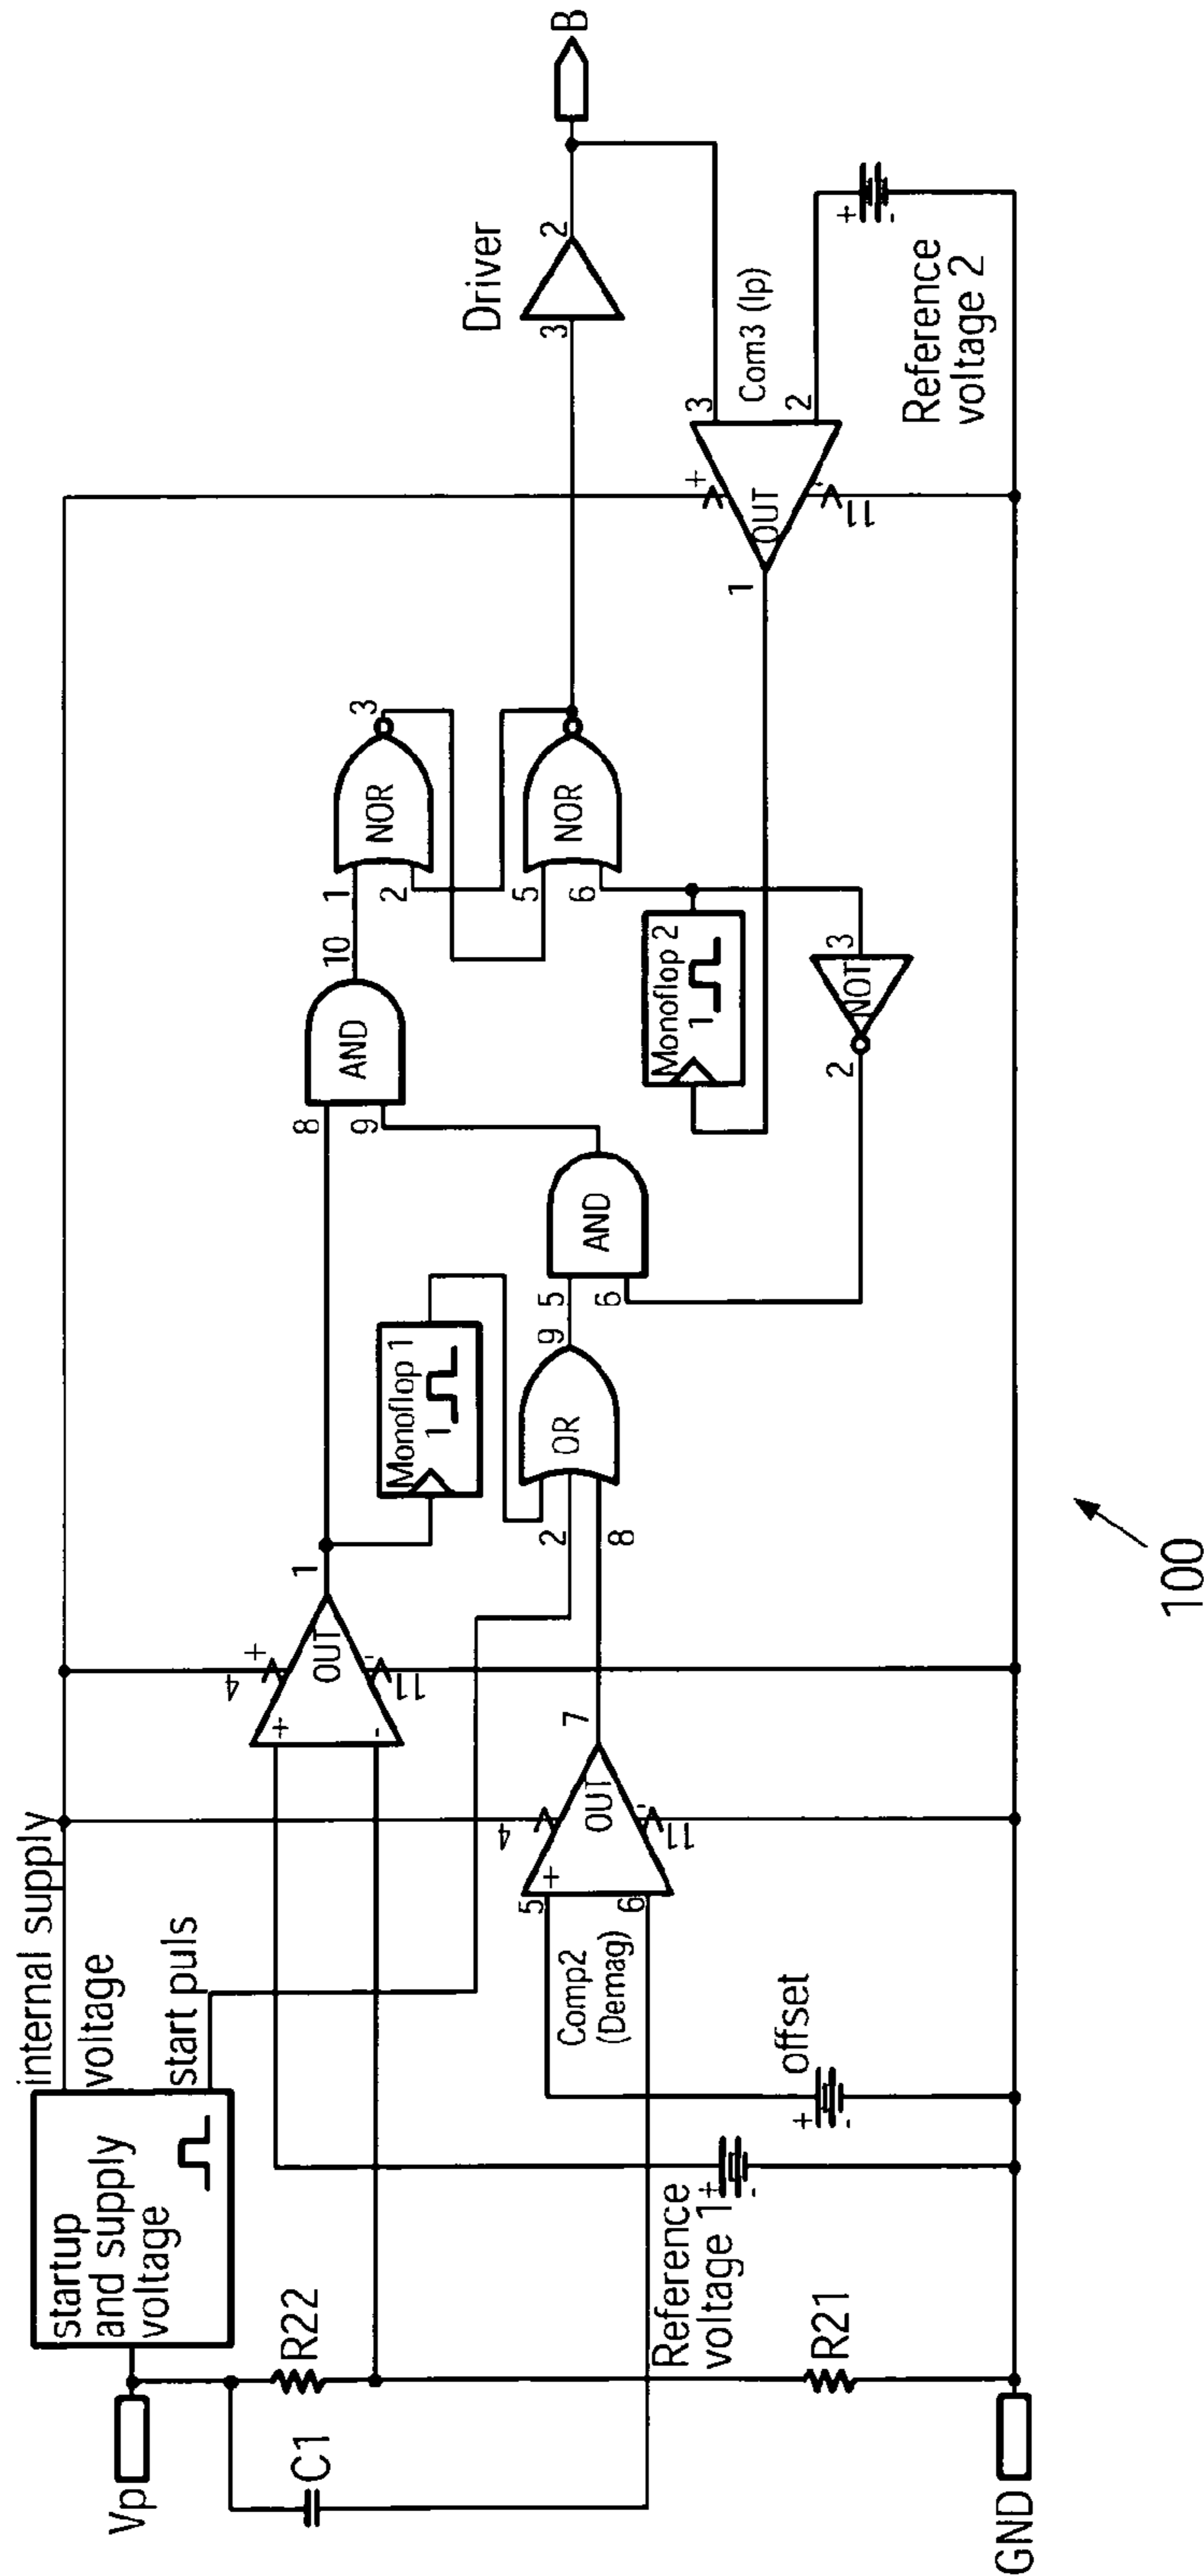 Vp
C1
R22
startup
and supply
voltage
internal supply
voltage
start puls
4
+
+
-
OUT
-
11
1
Monoflop 1
1
8
9
AND
10
1
2
NOR
3
Comp2
(Demag)
5
6
+
4
OUT
-
11
7
2
8
OR
9
5
6
AND
5
6
NOR
Driver
3
2
B
Monoflop 2
1
NOT
3
2
1
OUT
+
-
11
3
2
Com3 (Ip)
+
-
Reference
voltage 2
Reference
voltage 1
+
-
offset
+
-
R21
GND
100